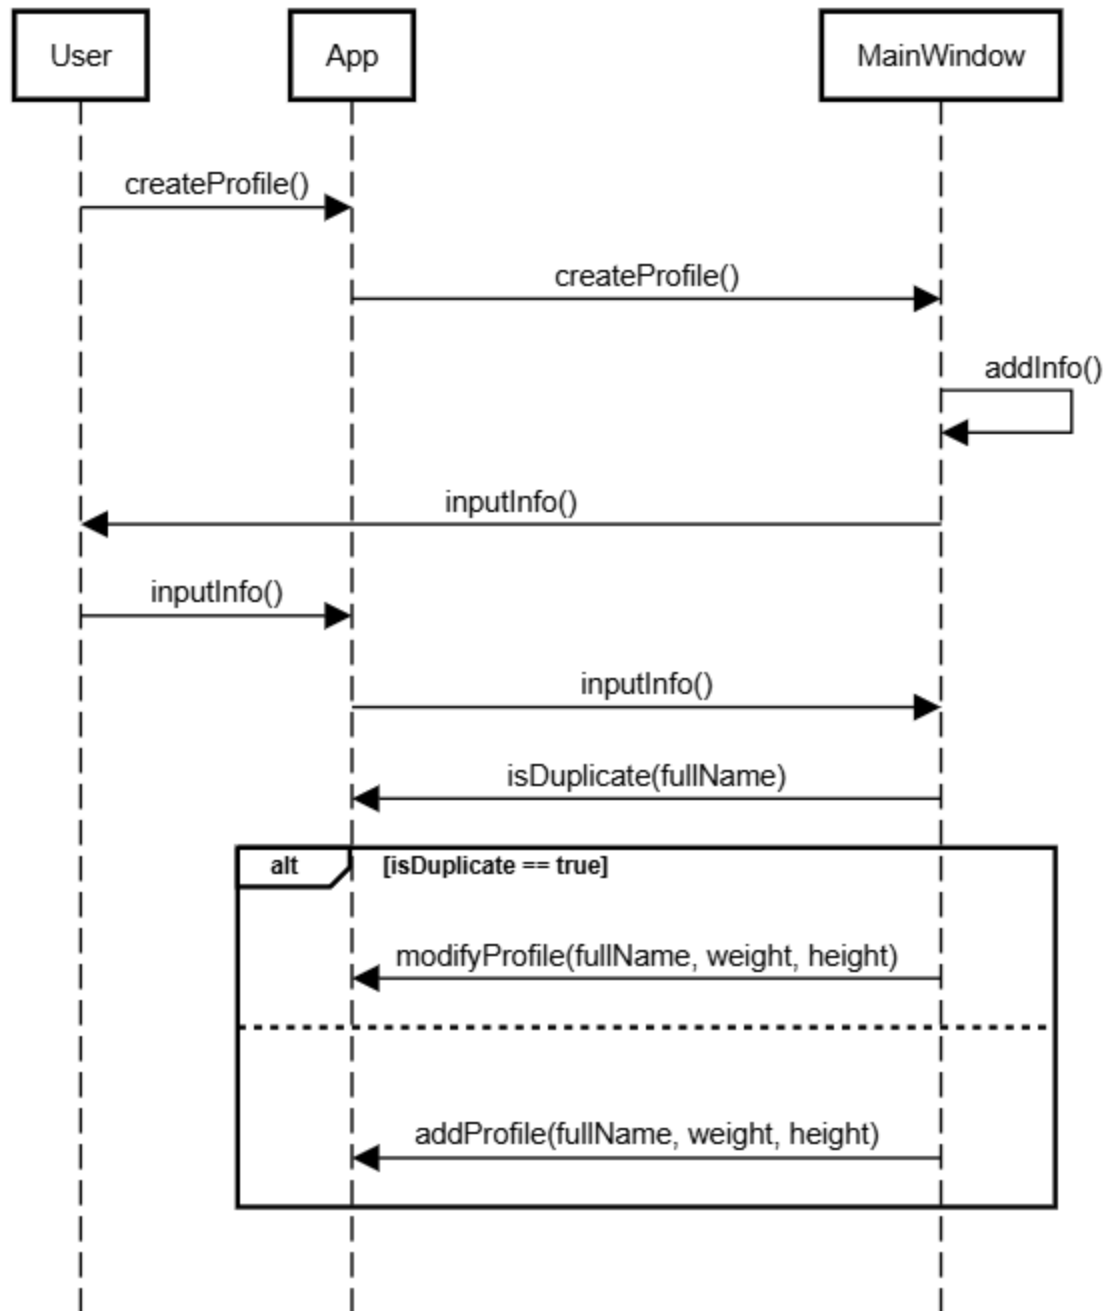 User
App
MainWindow
createProfile()
createProfile()
addInfo()
inputInfo()
inputInfo()
inputInfo()
isDuplicate(fullName)
alt
[isDuplicate == true]
modifyProfile(fullName, weight, height)
addProfile(fullName, weight, height)